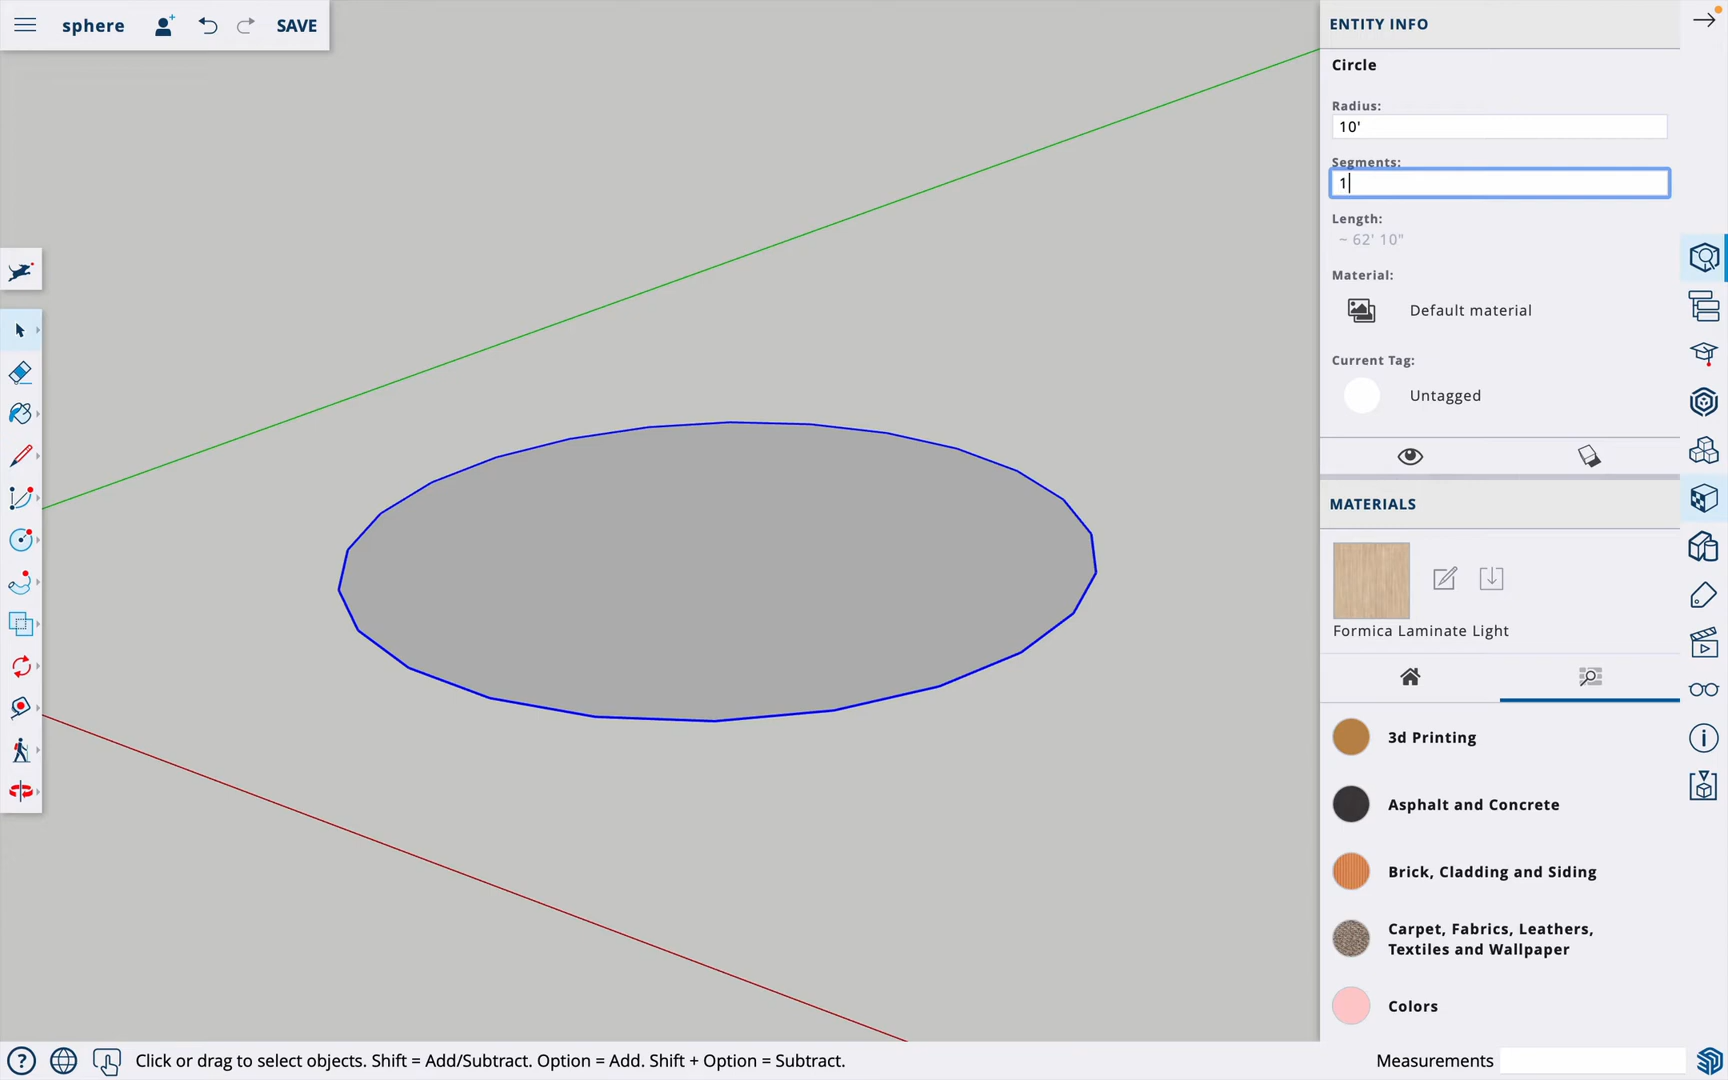 sphere
SAVE
ENTITY INFO
Circle
Radius:
10'
Segments:
1
Length:
~ 62' 10"
Material:
Default material
Current Tag:
Untagged
MATERIALS
Formica Laminate Light
3d Printing
Asphalt and Concrete
Brick, Cladding and Siding
Carpet, Fabrics, Leathers,
Textiles and Wallpaper
Colors
Click or drag to select objects. Shift = Add/Subtract. Option = Add. Shift + Option = Subtract.
Measurements